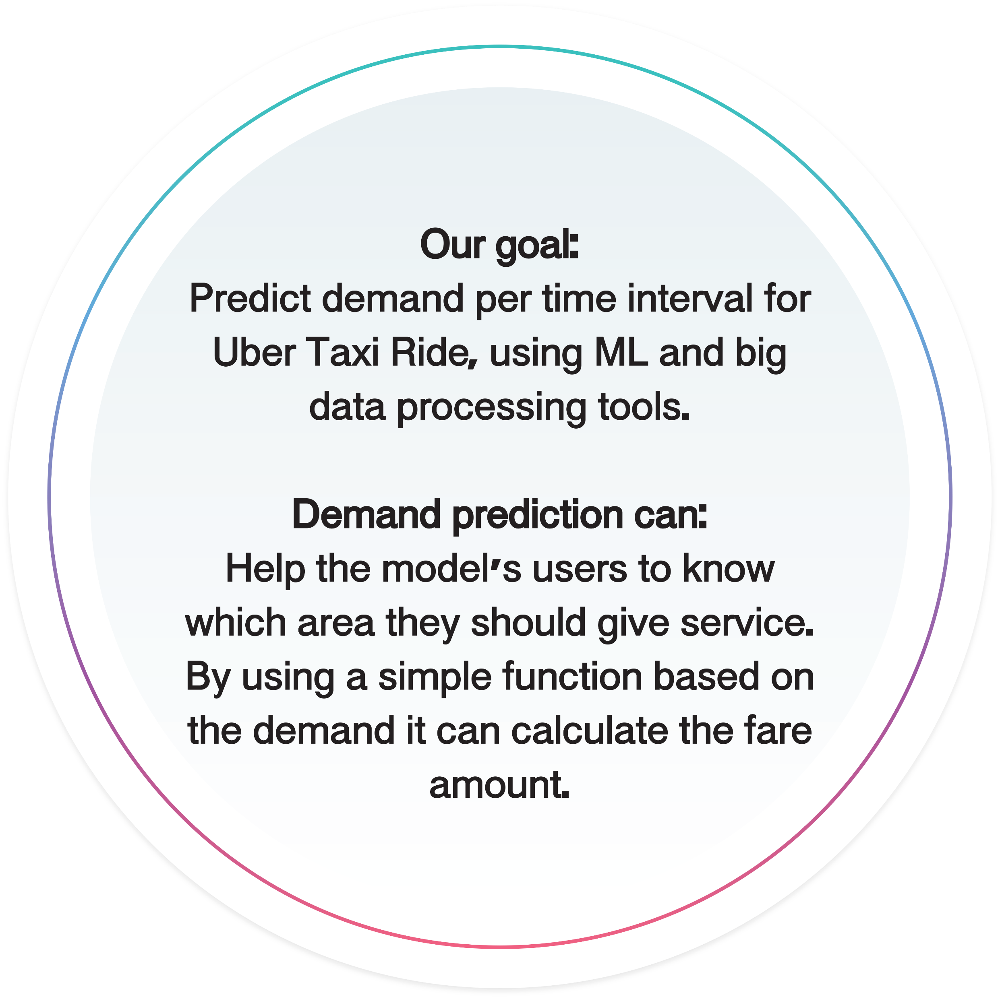 Our goal:
Predict demand per time interval for
Uber Taxi Ride, using ML and big
data processing tools.
Demand prediction can:
Help the model's users to know
which area they should give service.
By using a simple function based on
the demand it can calculate the fare
amount.